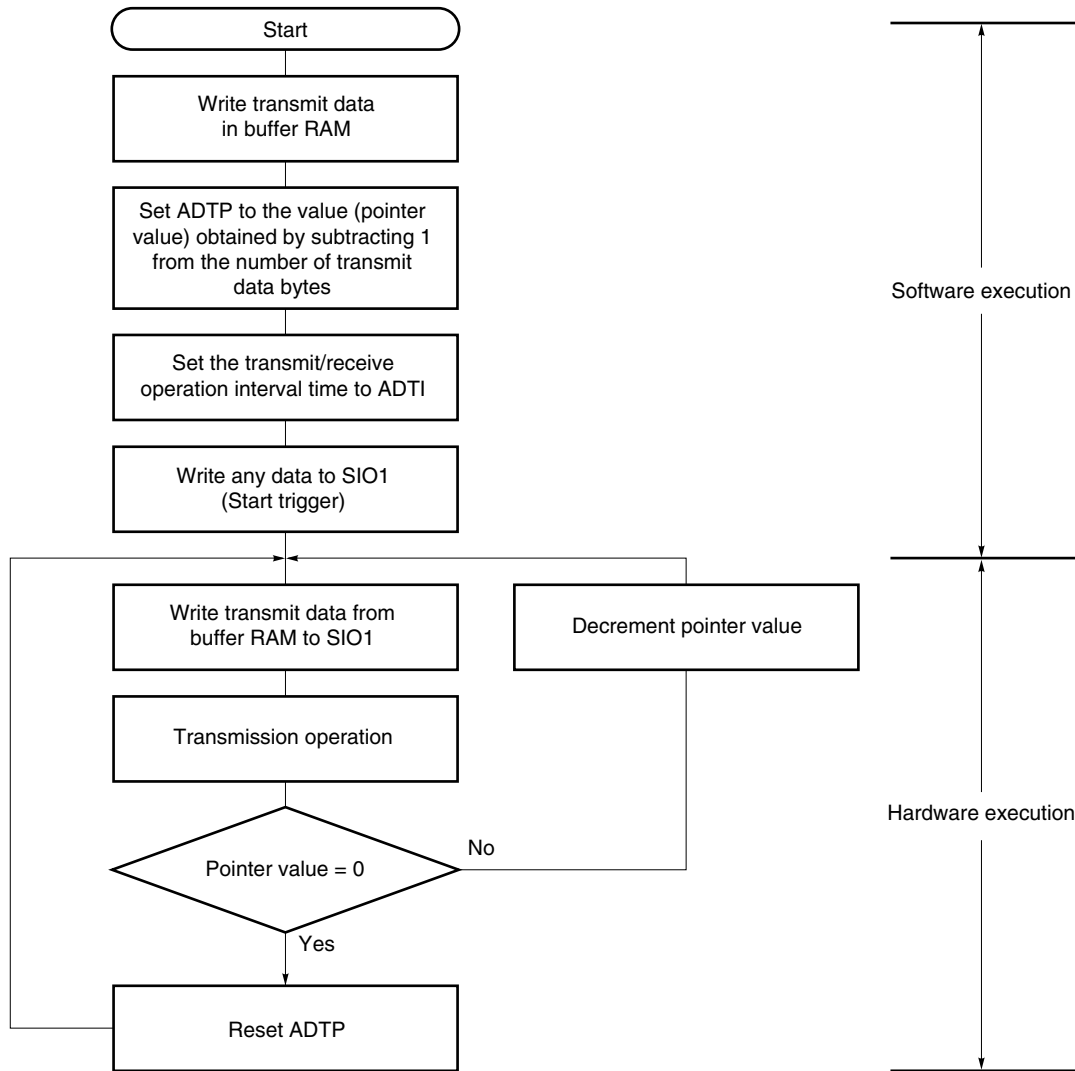 Start
Write transmit data
in buffer RAM
Set ADTP to the value (pointer
value) obtained by subtracting 1
from the number of transmit
data bytes
Software execution
Set the transmit/receive
operation interval time to ADTI
Write any data to SIO1
(Start trigger)
Write transmit data from
buffer RAM to SIO1
Decrement pointer value
Transmission operation
Hardware execution
Pointer value = 0
No
Yes
Reset ADTP